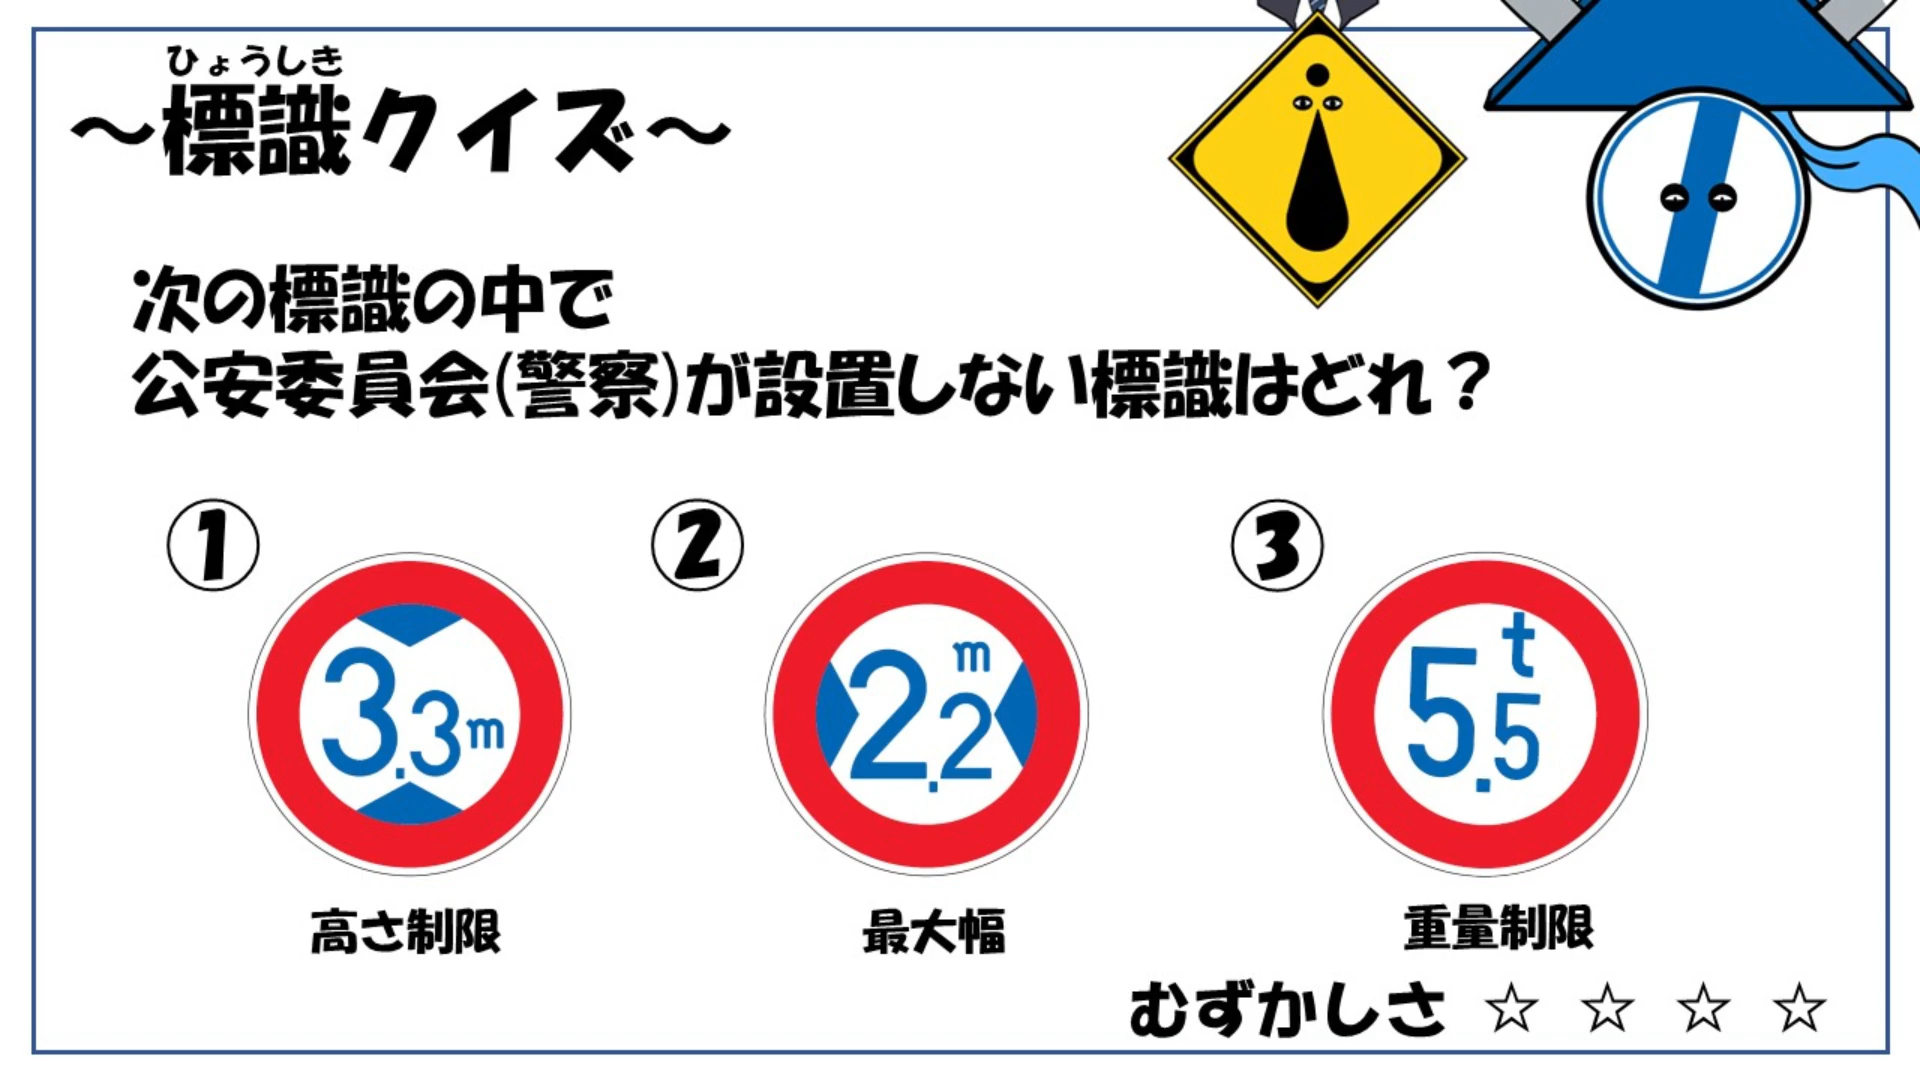 ひょうしき
～標識クイズ～
次の標識の中で
公安委員会(警察)が設置しない標識はどれ？
①
②
③
3.3m
2.2m
5.5t
高さ制限
最大幅
重量制限
むずかしさ ☆ ☆ ☆ ☆